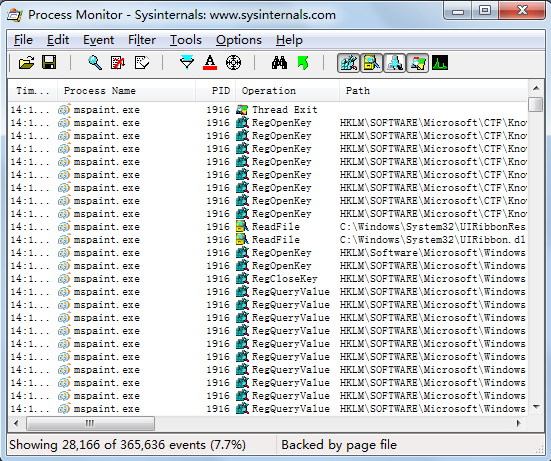 Process Monitor - Sysinternals: www.sysinternals.com
File Edit Event Filter Tools Options Help
Tim... Process Name PID Operation Path
14:1... mspaint.exe 1916 Thread Exit
14:1... mspaint.exe 1916 RegOpenKey HKLM\SOFTWARE\Microsoft\CTF\Know
14:1... mspaint.exe 1916 RegOpenKey HKLM\SOFTWARE\Microsoft\CTF\Know
14:1... mspaint.exe 1916 RegOpenKey HKLM\SOFTWARE\Microsoft\CTF\Know
14:1... mspaint.exe 1916 RegOpenKey HKLM\SOFTWARE\Microsoft\CTF\Know
14:1... mspaint.exe 1916 RegOpenKey HKLM\SOFTWARE\Microsoft\CTF\Know
14:1... mspaint.exe 1916 RegOpenKey HKLM\SOFTWARE\Microsoft\CTF\Know
14:1... mspaint.exe 1916 RegOpenKey HKLM\SOFTWARE\Microsoft\CTF\Know
14:1... mspaint.exe 1916 RegOpenKey HKLM\SOFTWARE\Microsoft\CTF\Know
14:1... mspaint.exe 1916 ReadFile C:\Windows\System32\UIRibbonRes
14:1... mspaint.exe 1916 ReadFile C:\Windows\System32\UIRibbon.dl
14:1... mspaint.exe 1916 RegOpenKey HKLM\Software\Microsoft\Windows
14:1... mspaint.exe 1916 RegOpenKey HKLM\SOFTWARE\Microsoft\Windows
14:1... mspaint.exe 1916 RegCloseKey HKLM\SOFTWARE\Microsoft\Windows
14:1... mspaint.exe 1916 RegQueryValue HKLM\SOFTWARE\Microsoft\Windows
14:1... mspaint.exe 1916 RegQueryValue HKLM\SOFTWARE\Microsoft\Windows
14:1... mspaint.exe 1916 RegQueryValue HKLM\SOFTWARE\Microsoft\Windows
14:1... mspaint.exe 1916 RegQueryValue HKLM\SOFTWARE\Microsoft\Windows
14:1... mspaint.exe 1916 RegQueryValue HKLM\SOFTWARE\Microsoft\Windows
14:1... mspaint.exe 1916 RegQueryValue HKLM\SOFTWARE\Microsoft\Windows
14:1... mspaint.exe 1916 RegQueryValue HKLM\SOFTWARE\Microsoft\Windows
14:1... mspaint.exe 1916 RegQueryValue HKLM\SOFTWARE\Microsoft\Windows
14:1... mspaint.exe 1916 RegQueryValue HKLM\SOFTWARE\Microsoft\Windows
14:1... mspaint.exe 1916 RegQueryValue HKLM\SOFTWARE\Microsoft\Windows
Showing 28,166 of 365,636 events (7.7%) Backed by page file